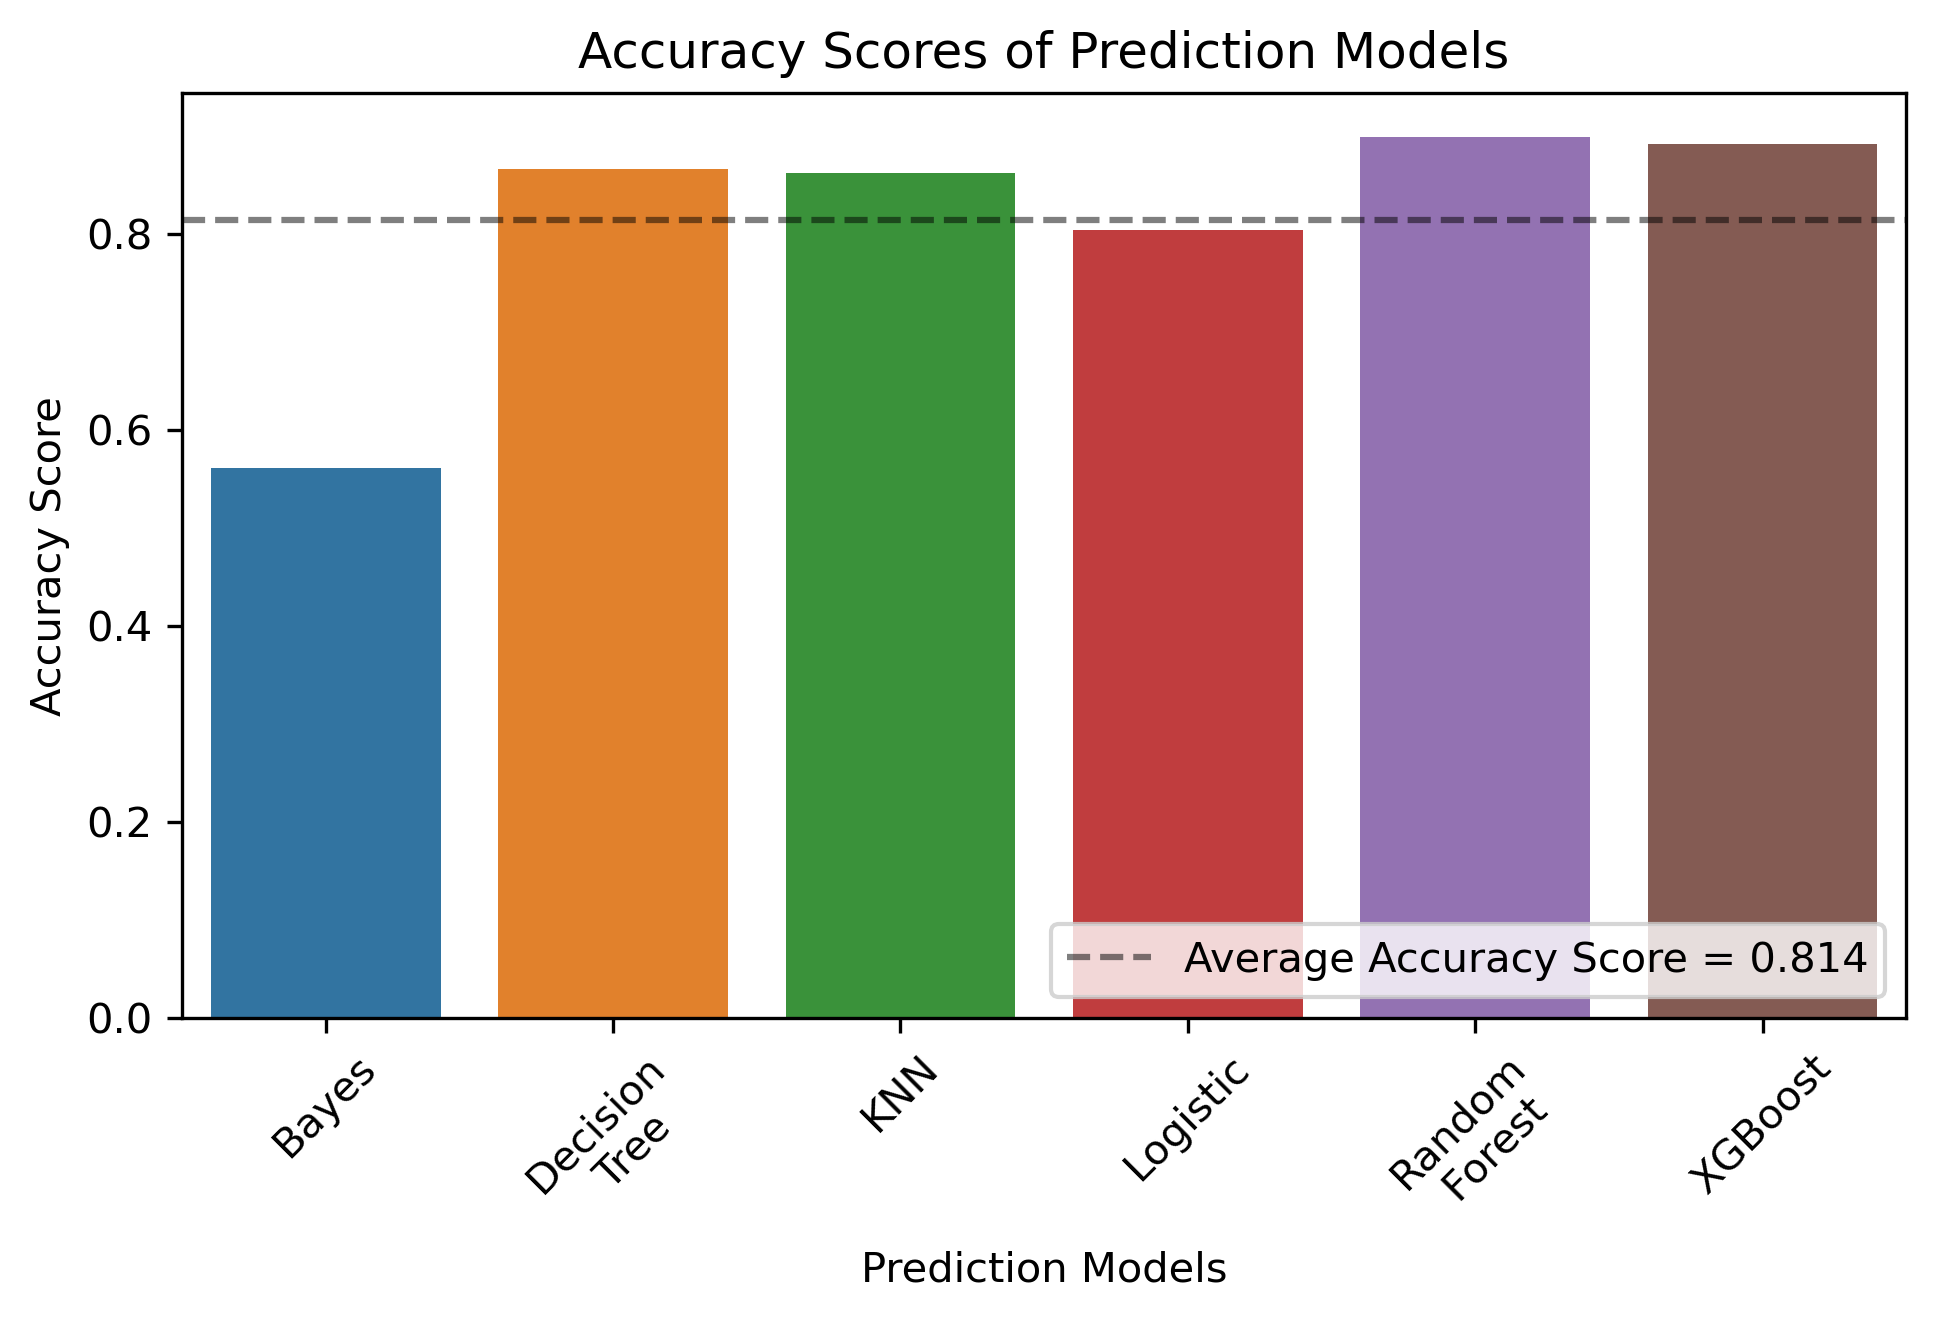 Accuracy Scores of Prediction Models
Accuracy Score
0.8
0.6
0.4
0.2
0.0
Average Accuracy Score = 0.814
Bayes
Decision
Tree
KNN
Logistic
Random
Forest
XGBoost
Prediction Models